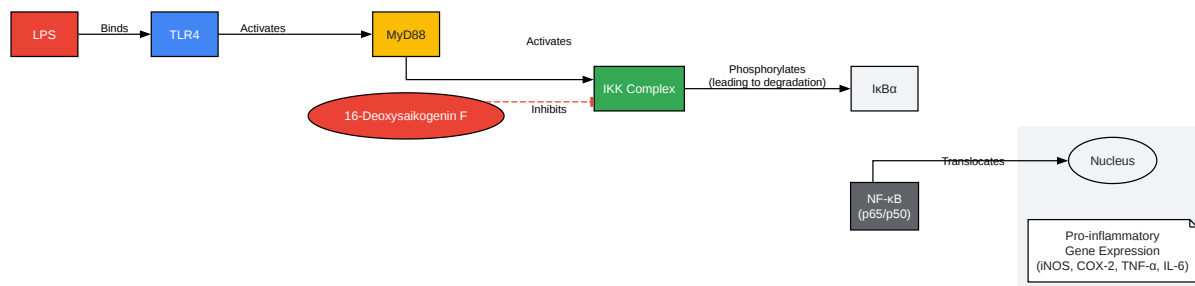 LPS
Binds
TLR4
Activates
MyD88
Activates
IKK Complex
Phosphorylates
(leading to degradation)
IκBα
16-Deoxysaikogenin F
Inhibits
Translocates
Nucleus
NF-κB
(p65/p50)
Pro-inflammatory
Gene Expression
(iNOS, COX-2, TNF-α, IL-6)